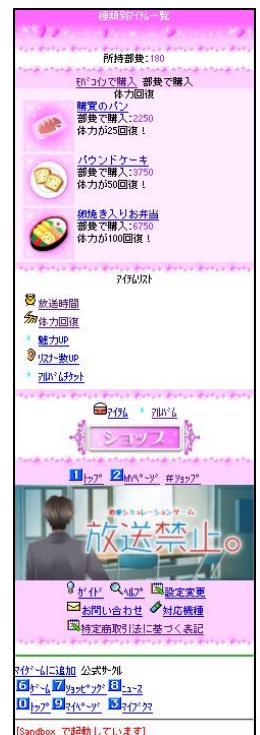 種類別ｱｲﾃﾑ一覧
所持部費:180
ﾓﾊﾞｺｲﾝで購入 部費で購入
体力回復
購買のパン
部費で購入:2250
体力が25回復！
パウンドケーキ
部費で購入:3750
体力が50回復！
卵焼き入りお弁当
部費で購入:6750
体力が100回復！
ｱｲﾃﾑﾘｽﾄ
放送時間
体力回復
魅力UP
ﾘｽﾅｰ数UP
ｱﾙﾊﾞﾑﾁｹｯﾄ
ｱｲﾃﾑ ｱﾙﾊﾞﾑ
ショップ
1ﾄｯﾌﾟ 2MYﾍﾟｰｼﾞ #ｼｮｯﾌﾟ
放送禁止。
ｶﾞｲﾄﾞ ﾍﾙﾌﾟ 設定変更
お問い合わせ 対応機種
特定商取引法に基づく表記
ﾏｲｹﾞｰﾑに追加 公式ｻｰｸﾙ
6ｹﾞｰﾑ 7ｼｮｯﾋﾟﾝｸﾞ 8ﾆｭｰｽ
0ﾄｯﾌﾟ 9ﾏｲﾍﾟｰｼﾞ 5ﾏｲﾌﾟｸﾏ
[Sandbox で起動しています]